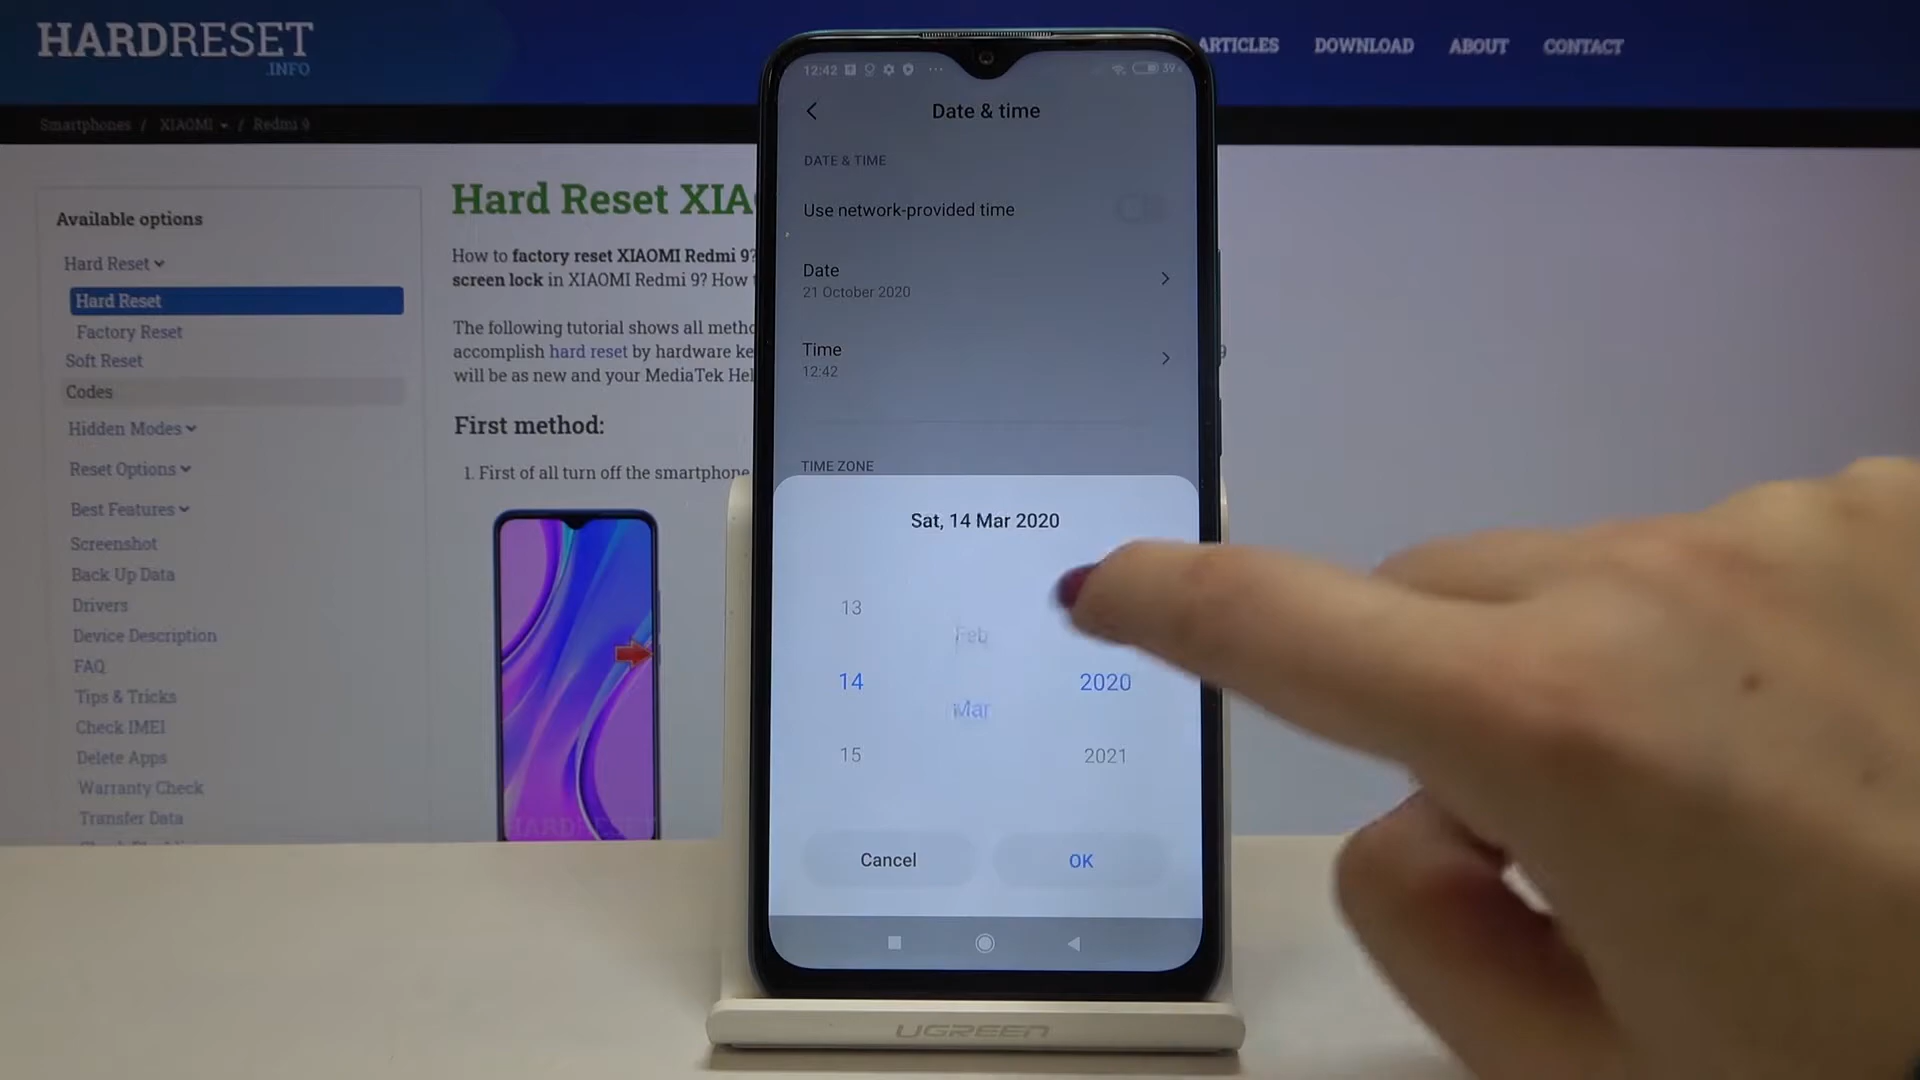 HARDRESET
.INFO
ARTICLES DOWNLOAD ABOUT CONTACT
Smartphones / XIAOMI / Redmi 9
Available options
Hard Reset
Hard Reset
Factory Reset
Soft Reset
Codes
Hidden Modes
Reset Options
Best Features
Screenshot
Back Up Data
Drivers
Device Description
FAQ
Tips & Tricks
Check IMEI
Delete Apps
Warranty Check
Transfer Data
Hard Reset XIA
How to factory reset XIAOMI Redmi 9?
screen lock in XIAOMI Redmi 9? How
The following tutorial shows all metho
accomplish hard reset by hardware ke
will be as new and your MediaTek Hel
9
First method:
1. First of all turn off the smartphone
HARDRESET
12:42 39
Date & time
DATE & TIME
Use network-provided time
Date
21 October 2020
Time
12:42
TIME ZONE
Sat, 14 Mar 2020
13 Feb
14 Mar 2020
15 2021
Cancel OK
UGREEN